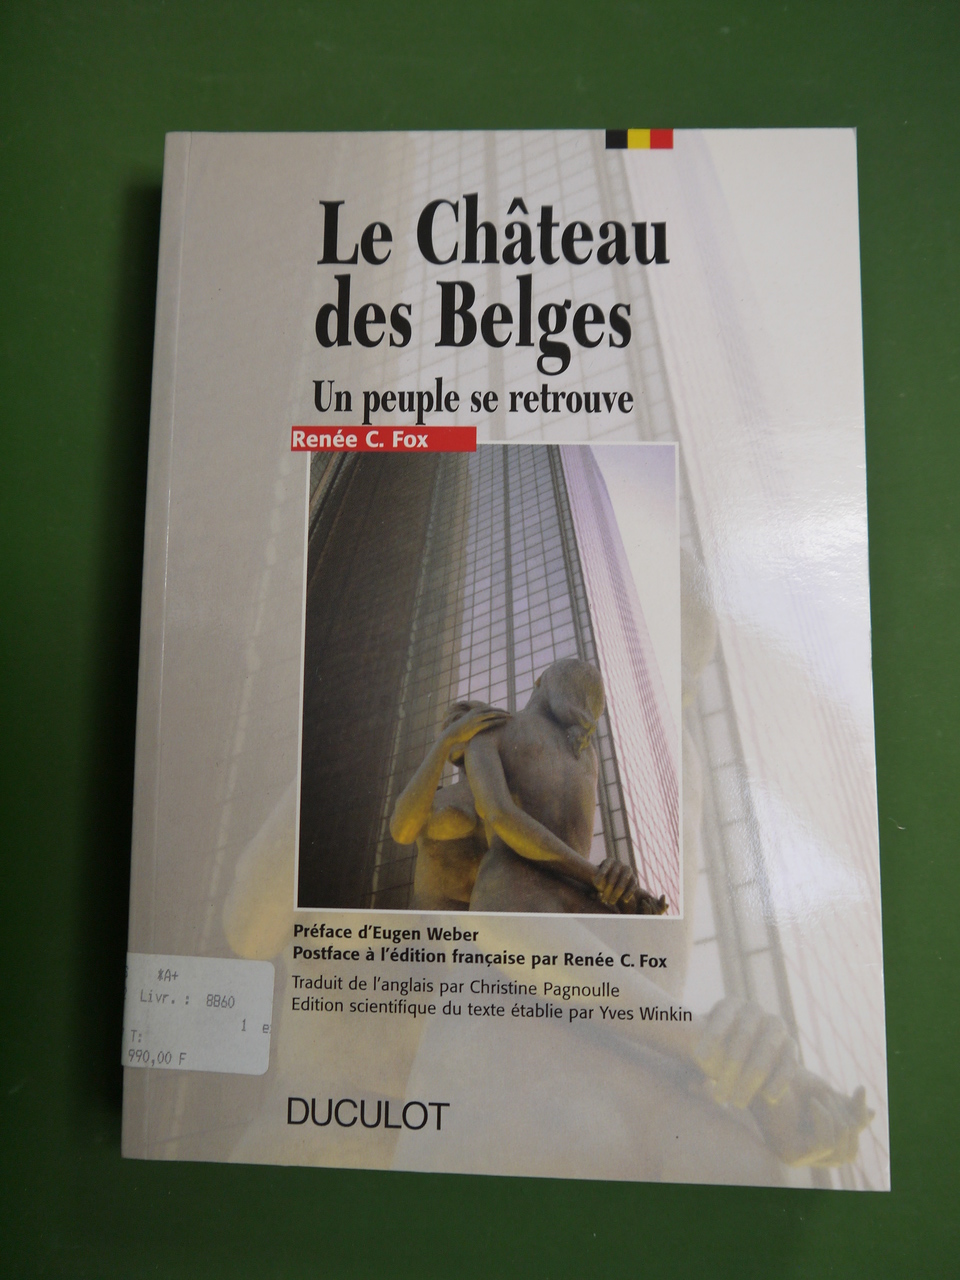 Le Château
des Belges
Un peuple se retrouve
Renée C. Fox
Préface d'Eugen Weber
Postface à l'édition française par Renée C. Fox
Traduit de l'anglais par Christine Pagnoulle
Edition scientifique du texte établie par Yves Winkin
*A+
Livr. : 8860
1 e
T:
990,00 F
DUCULOT